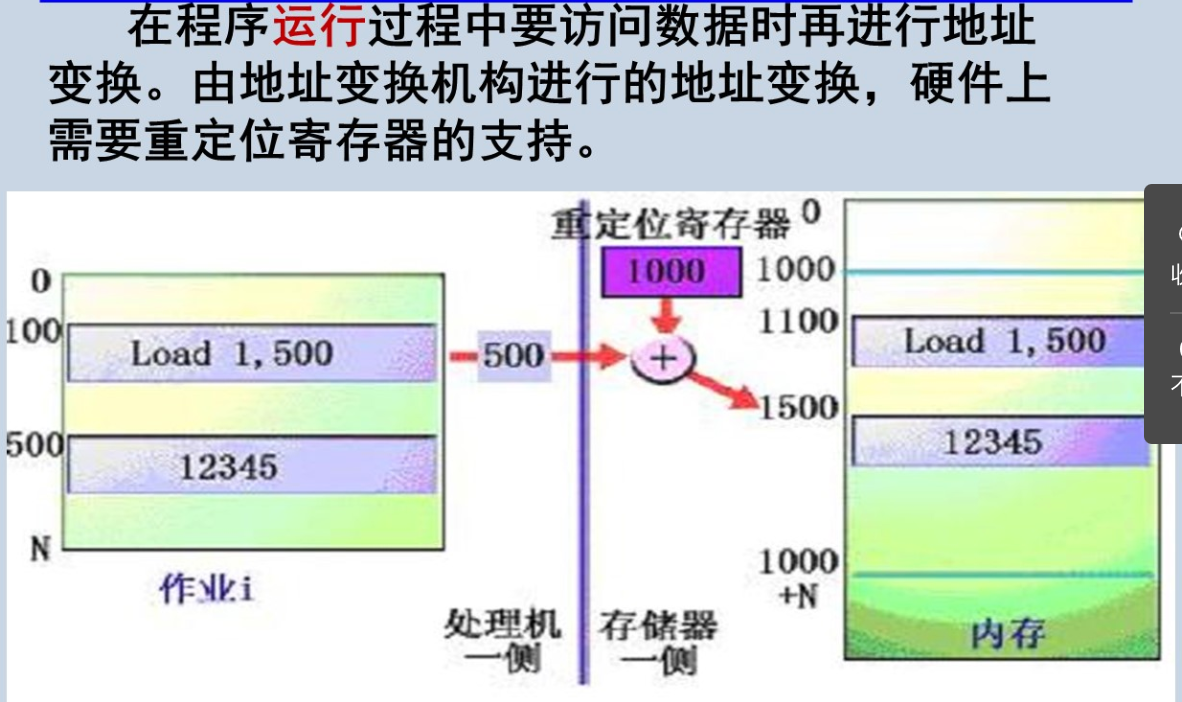 在程序运行过程中要访问数据时再进行地址
变换。由地址变换机构进行的地址变换，硬件上
需要重定位寄存器的支持。
重定位寄存器
0
0
1000
1000
100
Load 1,500
500
+
1100
Load 1,500
1500
500
12345
12345
N
作业i
1000
+N
处理机
一侧
存储器
一侧
内存